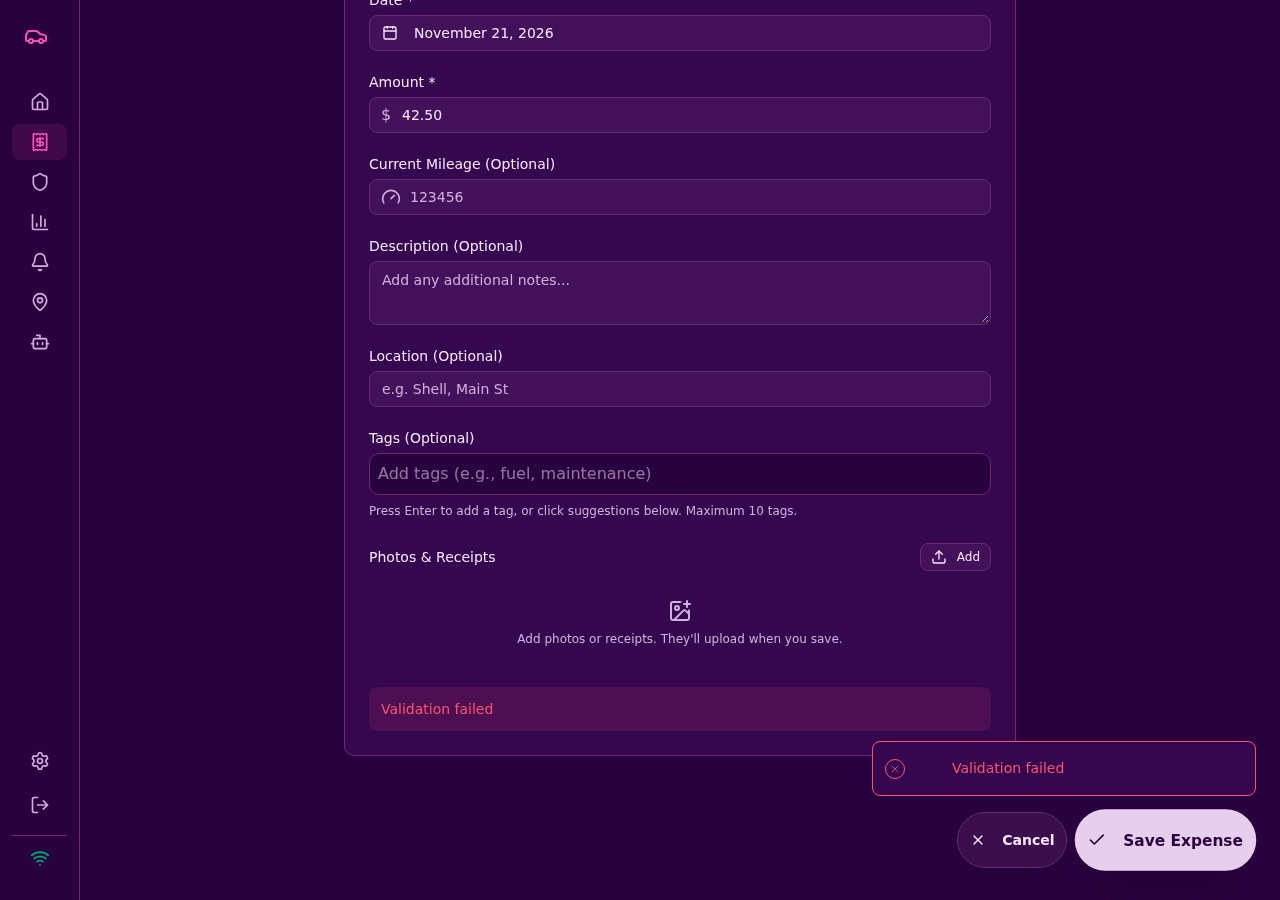 Date *
November 21, 2026
Amount *
$ 42.50
Current Mileage (Optional)
123456
Description (Optional)
Add any additional notes...
Location (Optional)
e.g. Shell, Main St
Tags (Optional)
Add tags (e.g., fuel, maintenance)
Press Enter to add a tag, or click suggestions below. Maximum 10 tags.
Photos & Receipts
Add
Add photos or receipts. They'll upload when you save.
Validation failed
Validation failed
Cancel
Save Expense